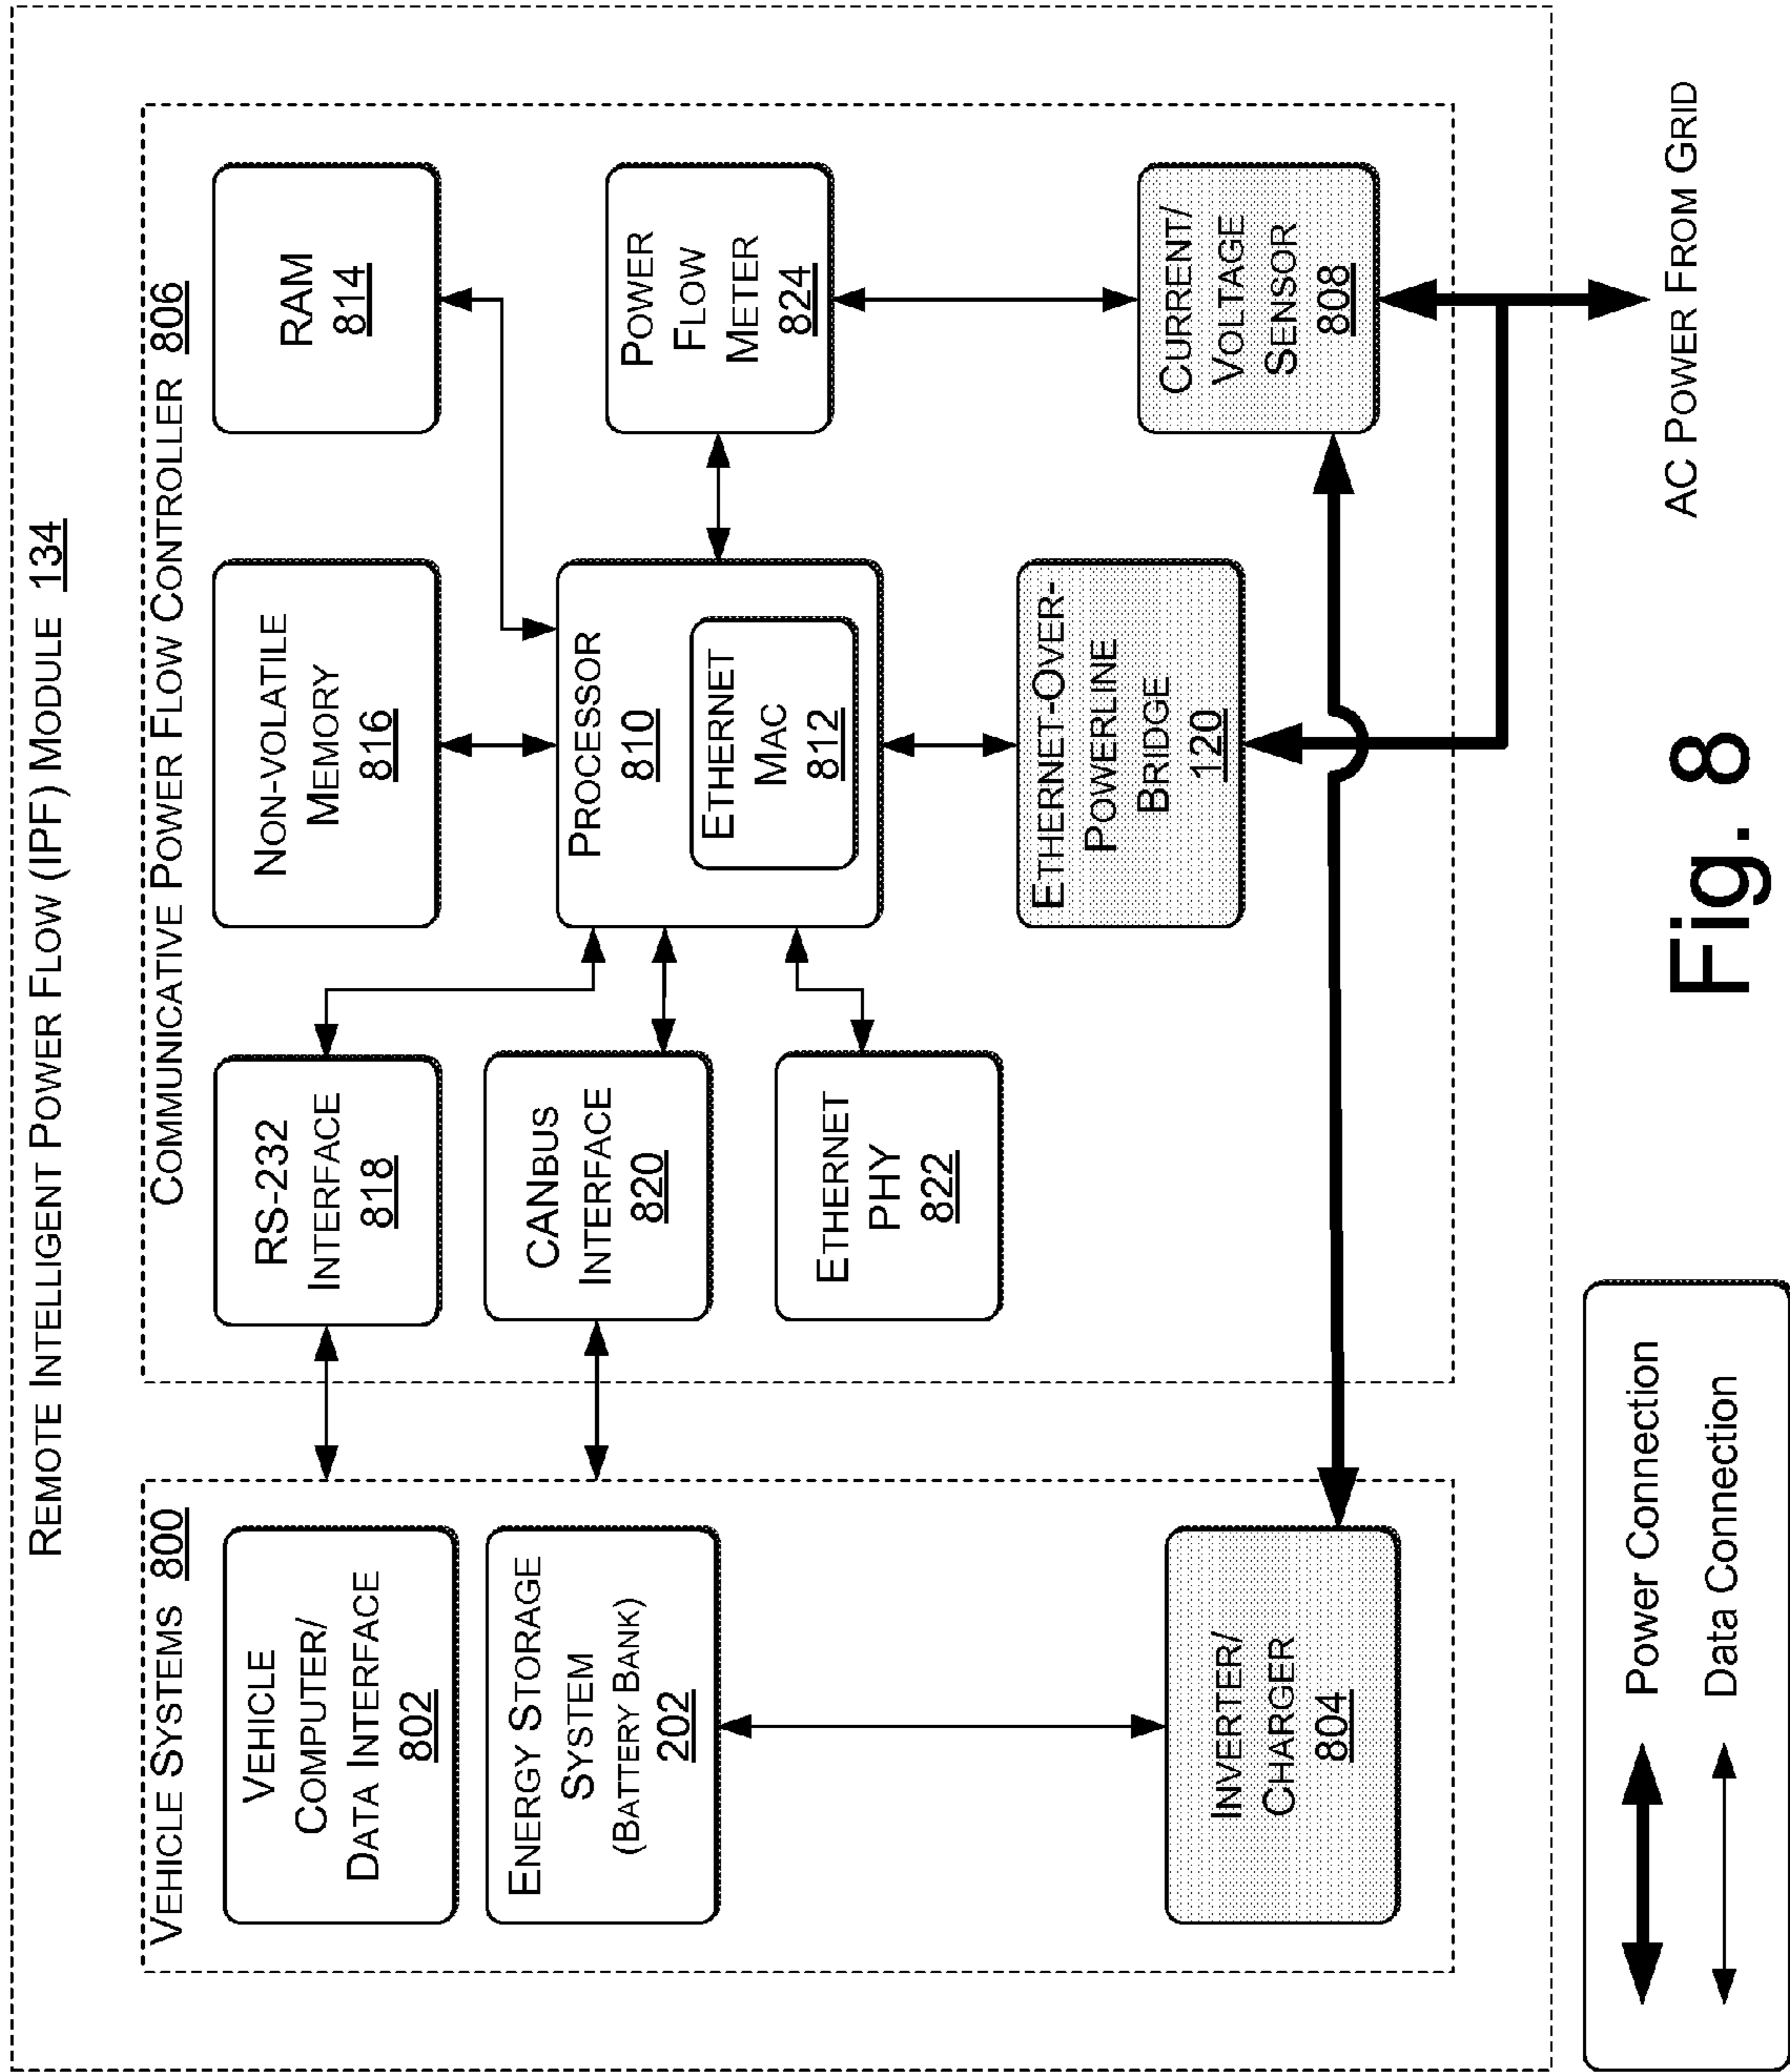 REMOTE INTELLIGENT POWER FLOW (IPF) MODULE 134
VEHICLE SYSTEMS 800
VEHICLE
COMPUTER/
DATA INTERFACE
802
ENERGY STORAGE
SYSTEM
(BATTERY BANK)
202
INVERTER/
CHARGER
804
COMMUNICATIVE POWER FLOW CONTROLLER 806
RS-232
INTERFACE
818
CANBUS
INTERFACE
820
ETHERNET
PHY
822
NON-VOLATILE
MEMORY
816
PROCESSOR
810
ETHERNET
MAC
812
ETHERNET-OVER-
POWERLINE
BRIDGE
120
RAM
814
POWER
FLOW
METER
824
CURRENT/
VOLTAGE
SENSOR
808
AC POWER FROM GRID
Power Connection
Data Connection
Fig. 8